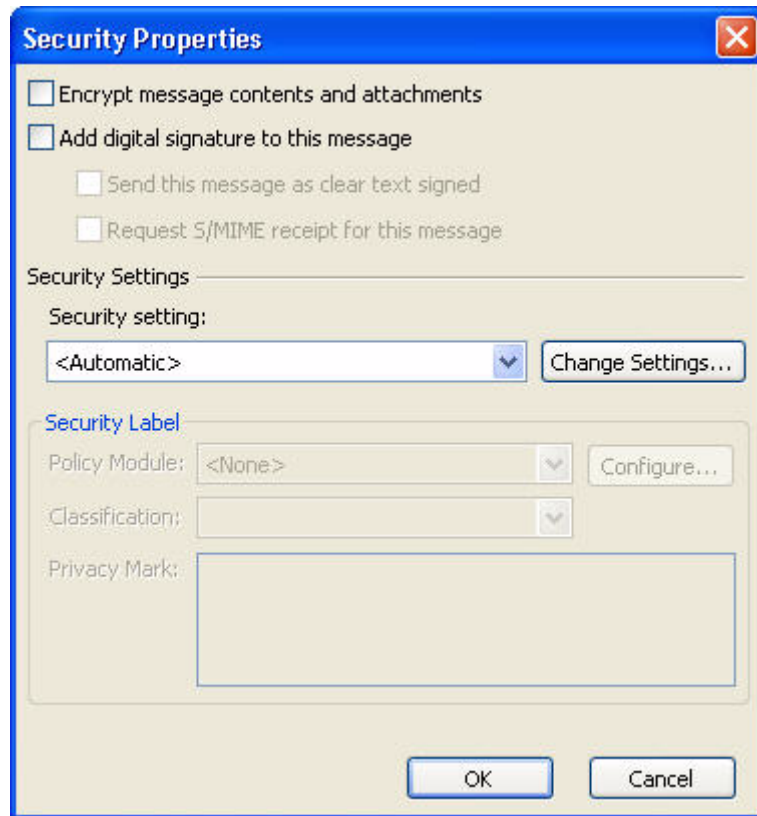 Security Properties
Encrypt message contents and attachments
Add digital signature to this message
Send this message as clear text signed
Request S/MIME receipt for this message
Security Settings
Security setting:
<Automatic> Change Settings...
Security Label
Policy Module: <None> Configure...
Classification:
Privacy Mark:
OK Cancel